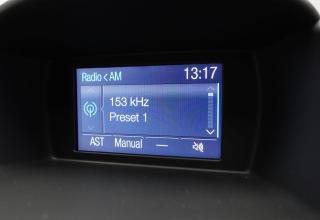 Radio < AM 13:17
153 kHz
Preset 1
AST Manual —